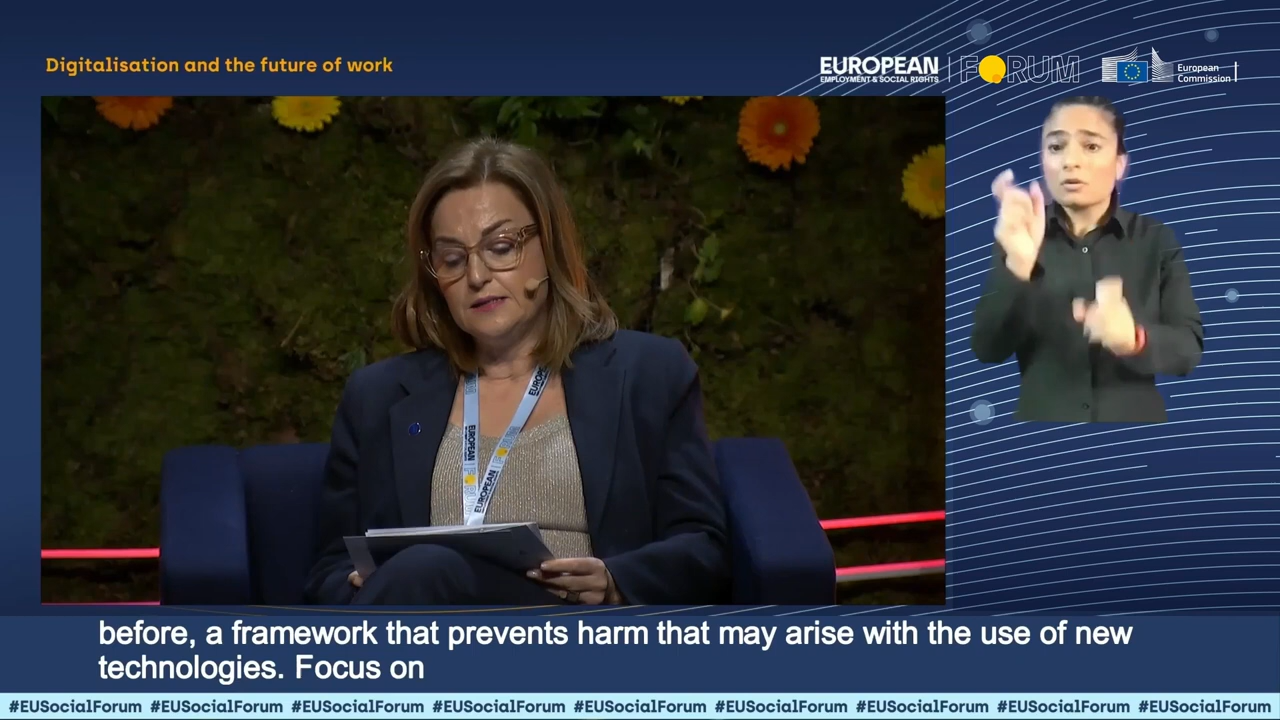 Digitalisation and the future of work
EUROPEAN
EMPLOYMENT & SOCIAL RIGHTS
FORUM
European
Commission
EUROPEAN
EUROPEAN
before, a framework that prevents harm that may arise with the use of new
technologies. Focus on
#EUSocialForum #EUSocialForum #EUSocialForum #EUSocialForum #EUSocialForum #EUSocialForum #EUSocialForum #EUSocialForum #EUSocialForum